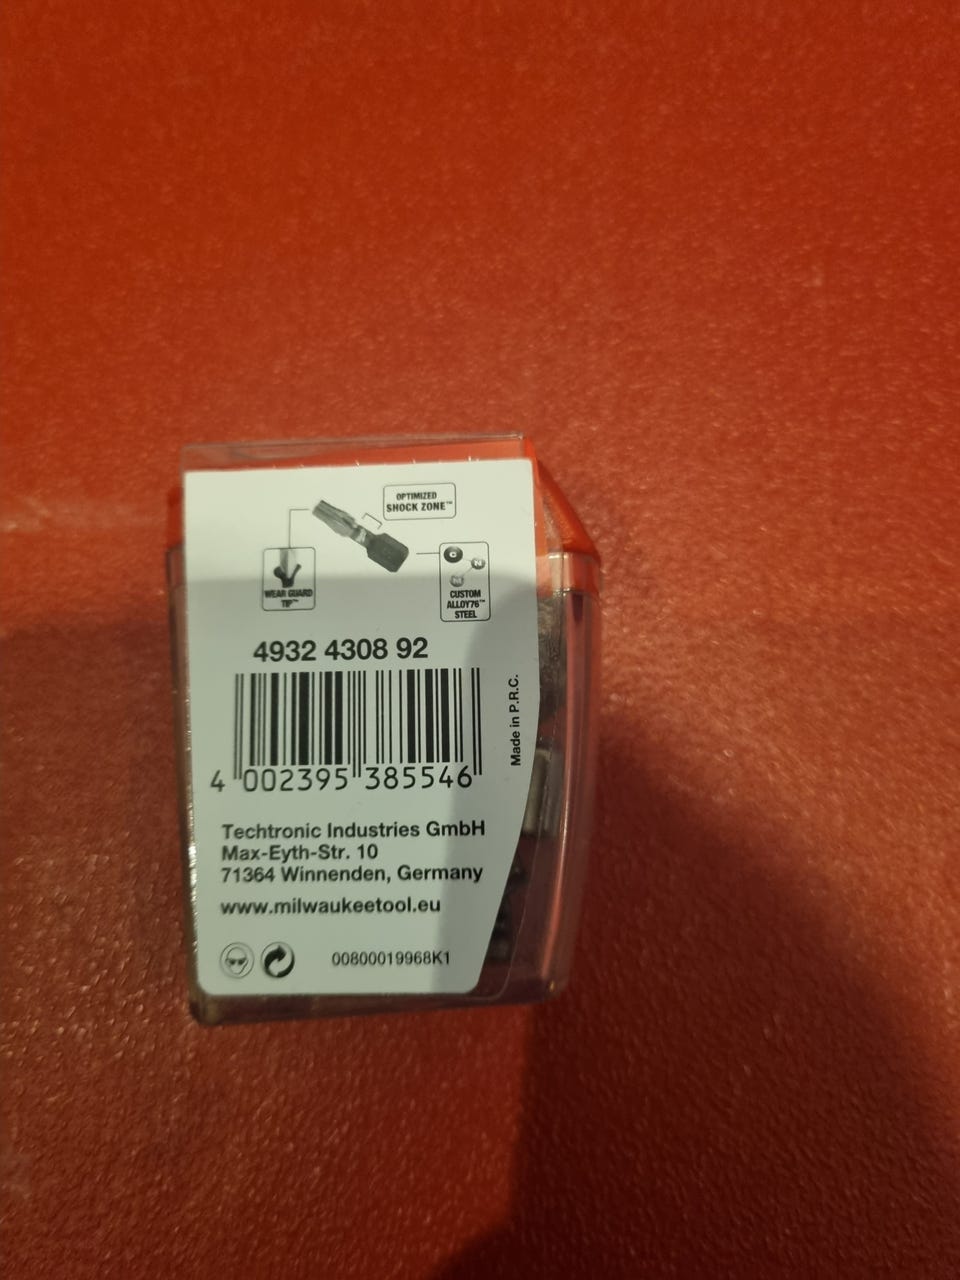 OPTIMIZED
SHOCK ZONE™
WEAR GUARD
TIP™
CUSTOM
ALLOY76™
STEEL
4932 4308 92
4 002395 385546
Made in P.R.C.
Techtronic Industries GmbH
Max-Eyth-Str. 10
71364 Winnenden, Germany
www.milwaukeetool.eu
00800019968K1